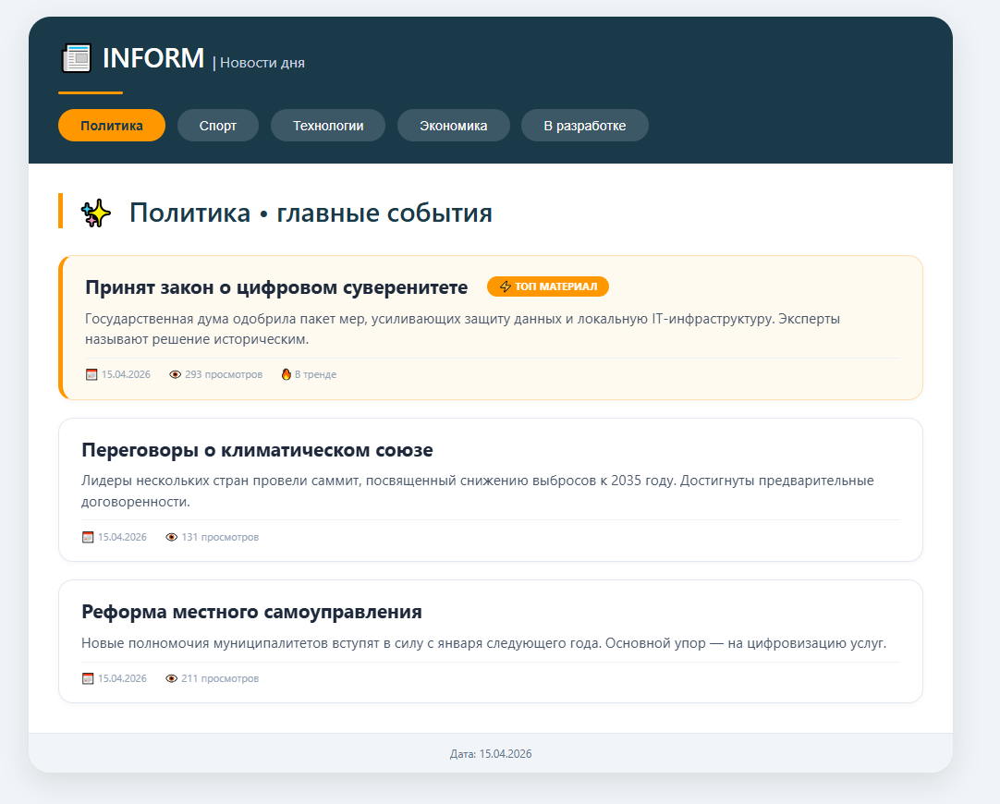 INFORM | Новости дня
Политика Спорт Технологии Экономика В разработке
Политика • главные события
Принят закон о цифровом суверенитете ТОП МАТЕРИАЛ
Государственная дума одобрила пакет мер, усиливающих защиту данных и локальную IT-инфраструктуру. Эксперты
называют решение историческим.
15.04.2026 293 просмотров В тренде
Переговоры о климатическом союзе
Лидеры нескольких стран провели саммит, посвященный снижению выбросов к 2035 году. Достигнуты предварительные
договоренности.
15.04.2026 131 просмотров
Реформа местного самоуправления
Новые полномочия муниципалитетов вступят в силу с января следующего года. Основной упор — на цифровизацию услуг.
15.04.2026 211 просмотров
Дата: 15.04.2026